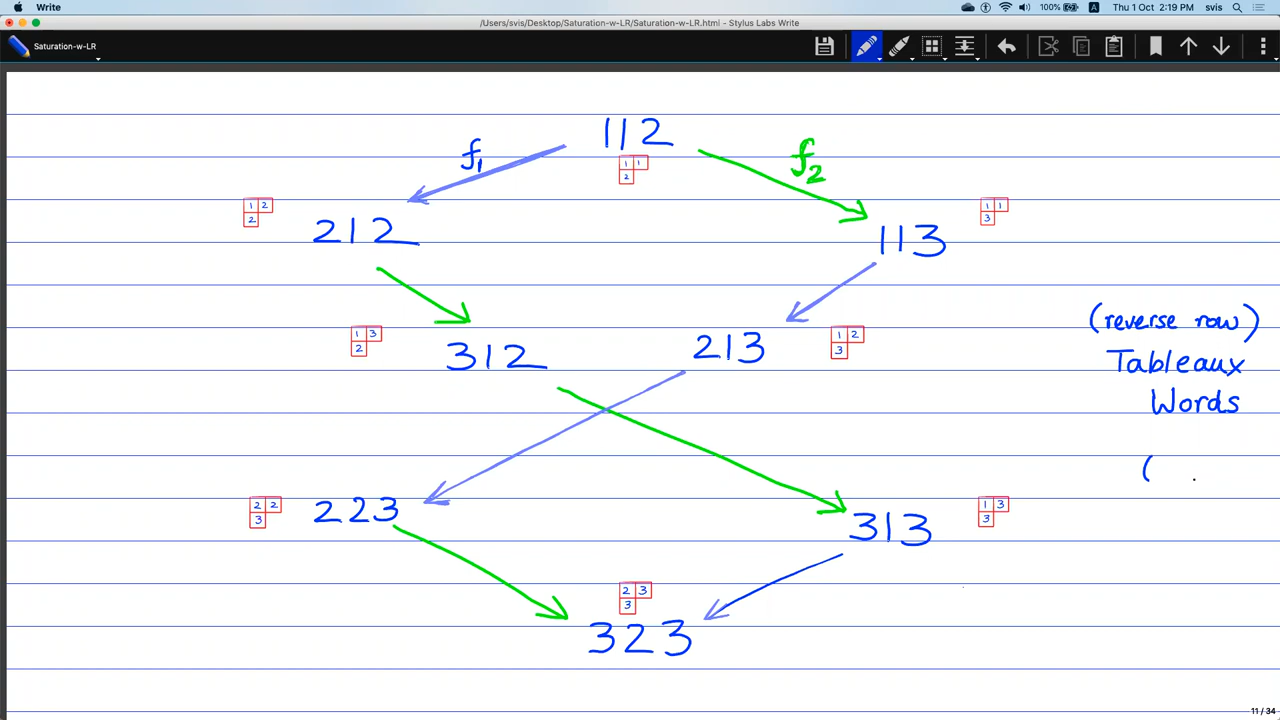 Write
100%
A
Thu 1 Oct 2:19 PM
svis
/Users/svis/Desktop/Saturation-w-LR/Saturation-w-LR.html - Stylus Labs Write
Saturation-w-LR
112
f1
f2
1 1
2
1 2
2
212
113
1 1
3
(reverse row)
Tableaux
Words
(
1 3
2
312
213
1 2
3
2 2
3
223
313
1 3
3
2 3
3
323
11 / 34